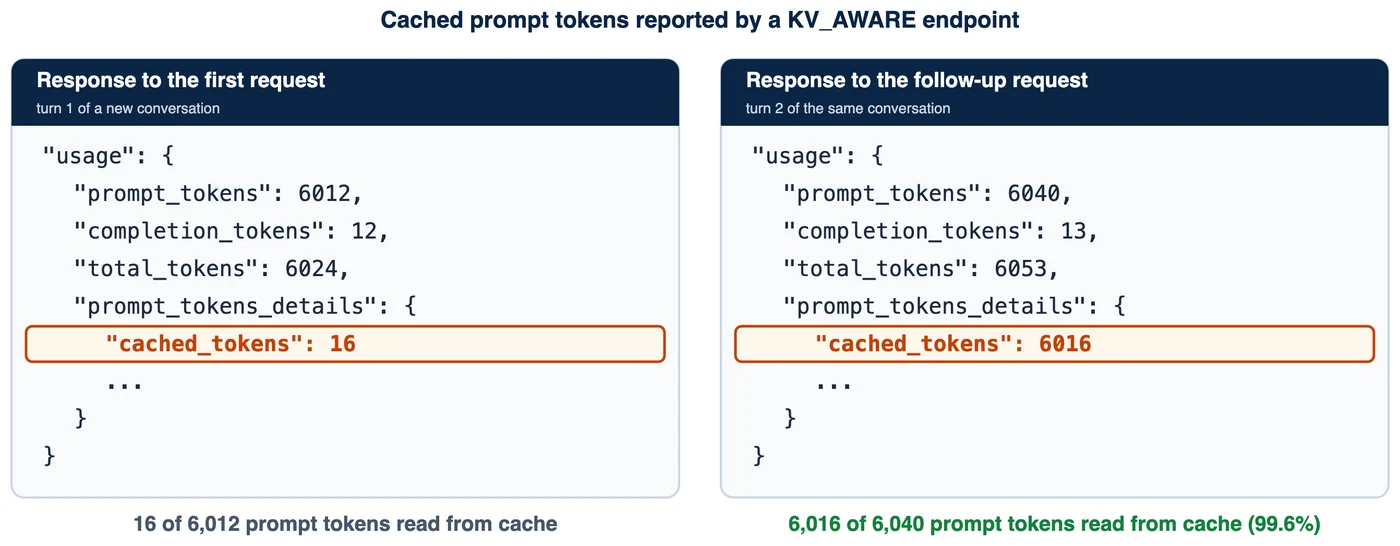 Cached prompt tokens reported by a KV_AWARE endpoint
Response to the first request
turn 1 of a new conversation
"usage": {
"prompt_tokens": 6012,
"completion_tokens": 12,
"total_tokens": 6024,
"prompt_tokens_details": {
"cached_tokens": 16
...
}
}
16 of 6,012 prompt tokens read from cache
Response to the follow-up request
turn 2 of the same conversation
"usage": {
"prompt_tokens": 6040,
"completion_tokens": 13,
"total_tokens": 6053,
"prompt_tokens_details": {
"cached_tokens": 6016
...
}
}
6,016 of 6,040 prompt tokens read from cache (99.6%)